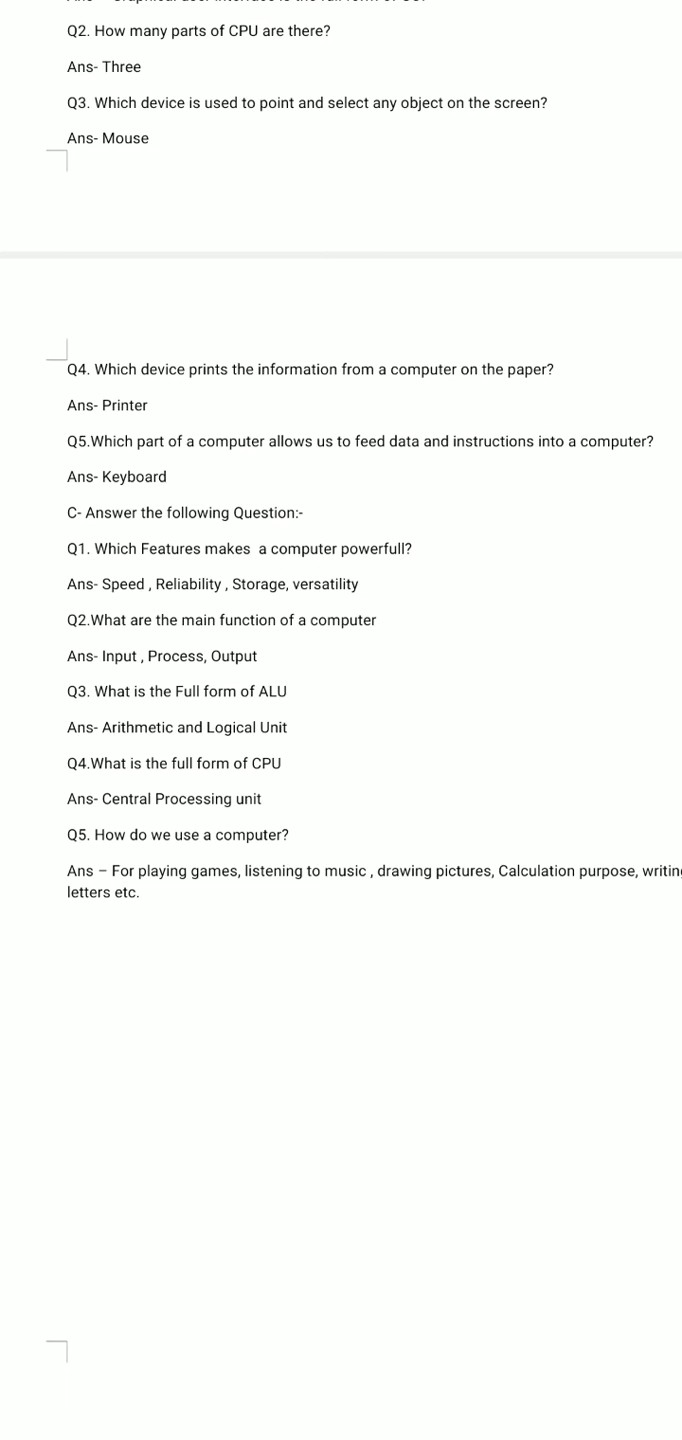 Q2. How many parts of CPU are there?
Ans- Three
Q3. Which device is used to point and select any object on the screen?
Ans- Mouse
Q4. Which device prints the information from a computer on the paper?
Ans- Printer
Q5.Which part of a computer allows us to feed data and instructions into a computer?
Ans- Keyboard
C- Answer the following Question:-
Q1. Which Features makes  a computer powerfull?
Ans- Speed , Reliability , Storage, versatility
Q2.What are the main function of a computer
Ans- Input , Process, Output
Q3. What is the Full form of ALU
Ans- Arithmetic and Logical Unit
Q4.What is the full form of CPU
Ans- Central Processing unit
Q5. How do we use a computer?
Ans – For playing games, listening to music , drawing pictures, Calculation purpose, writin
letters etc.